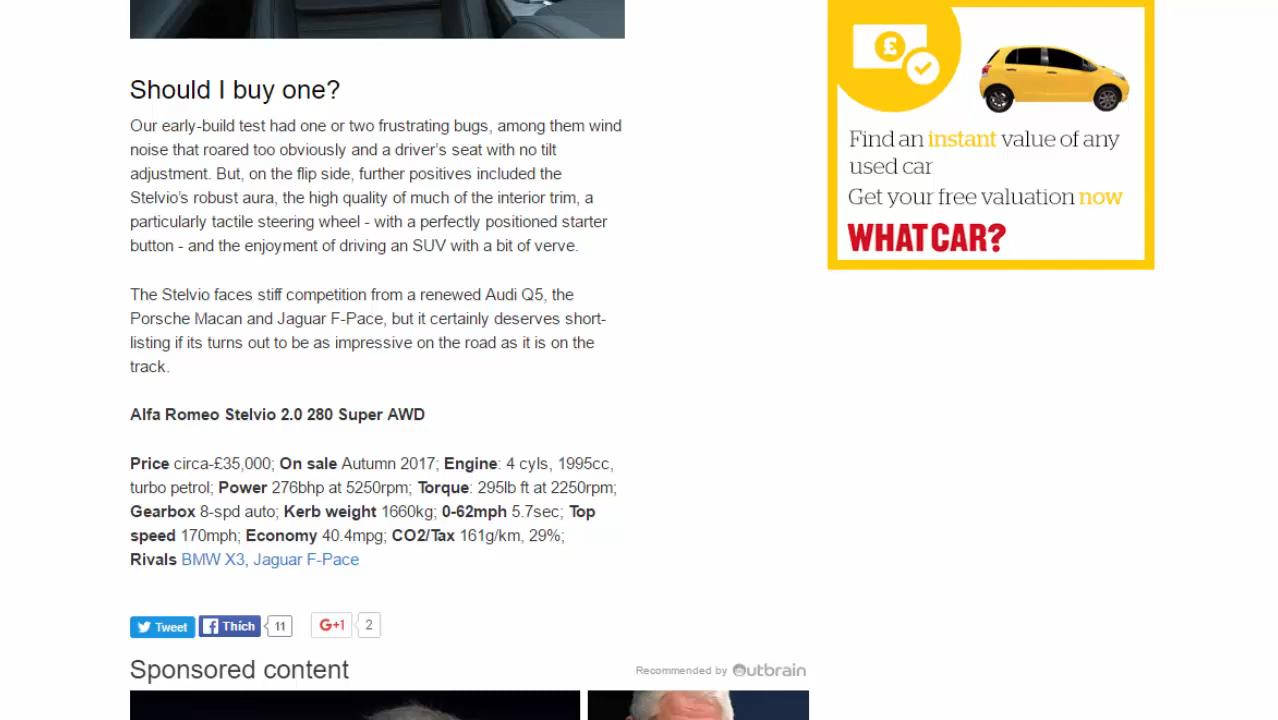 Should I buy one?
Our early-build test had one or two frustrating bugs, among them wind
noise that roared too obviously and a driver’s seat with no tilt
adjustment. But, on the flip side, further positives included the
Stelvio’s robust aura, the high quality of much of the interior trim, a
particularly tactile steering wheel - with a perfectly positioned starter
button - and the enjoyment of driving an SUV with a bit of verve.
The Stelvio faces stiff competition from a renewed Audi Q5, the
Porsche Macan and Jaguar F-Pace, but it certainly deserves short-
listing if its turns out to be as impressive on the road as it is on the
track.
Alfa Romeo Stelvio 2.0 280 Super AWD
Price circa-£35,000; On sale Autumn 2017; Engine: 4 cyls, 1995cc,
turbo petrol; Power 276bhp at 5250rpm; Torque: 295lb ft at 2250rpm;
Gearbox 8-spd auto; Kerb weight 1660kg; 0-62mph 5.7sec; Top
speed 170mph; Economy 40.4mpg; CO2/Tax 161g/km, 29%;
Rivals BMW X3, Jaguar F-Pace
Tweet Thích 11 G+1 2
Sponsored content
Recommended by Outbrain
£
Find an instant value of any
used car
Get your free valuation now
WHATCAR?